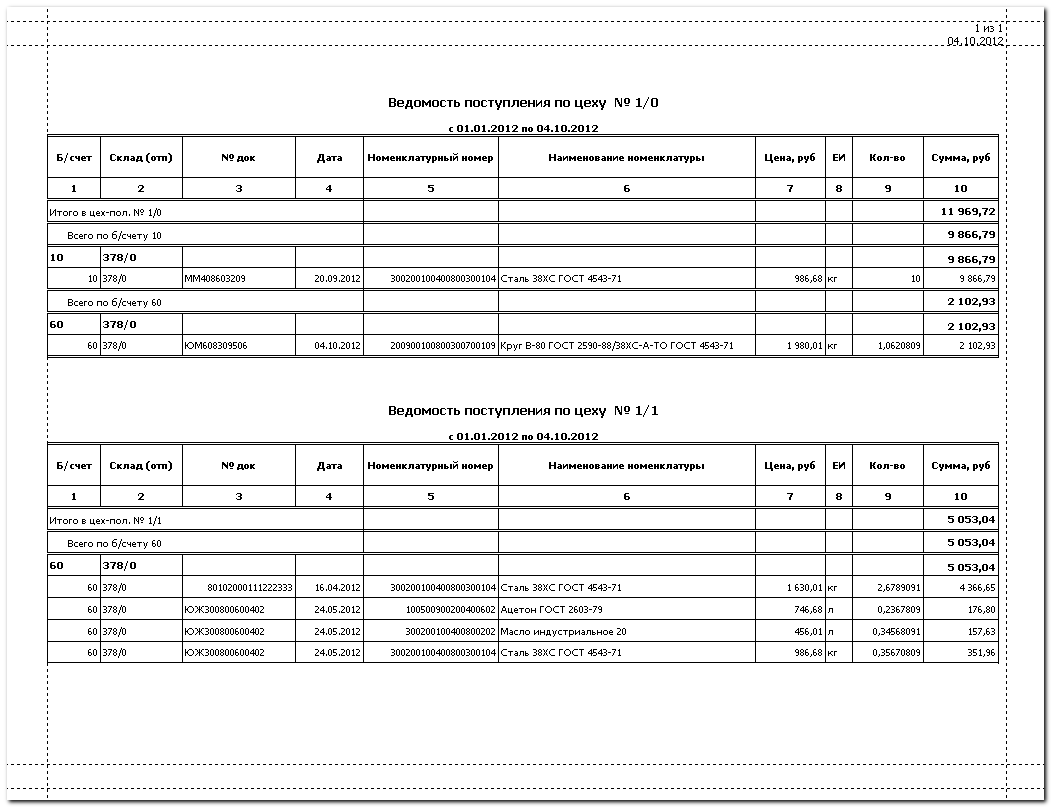 1 из 1
04.10.2012
Ведомость поступления по цеху № 1/0
с 01.01.2012 по 04.10.2012
Б/счет Склад (отп) № док Дата Номенклатурный номер Наименование номенклатуры Цена, руб ЕИ Кол-во Сумма, руб
1 2 3 4 5 6 7 8 9 10
Итого в цех-пол. № 1/0 11 969,72
Всего по б/счету 10 9 866,79
10 378/0 9 866,79
10 378/0 ММ408603209 20.09.2012 300200100400800300104 Сталь 38ХС ГОСТ 4543-71 986,68 кг 10 9 866,79
Всего по б/счету 60 2 102,93
60 378/0 2 102,93
60 378/0 ЮМ608309506 04.10.2012 200900100800300700109 Круг В-80 ГОСТ 2590-88/38ХС-А-ТО ГОСТ 4543-71 1 980,01 кг 1,0620809 2 102,93
Ведомость поступления по цеху № 1/1
с 01.01.2012 по 04.10.2012
Б/счет Склад (отп) № док Дата Номенклатурный номер Наименование номенклатуры Цена, руб ЕИ Кол-во Сумма, руб
1 2 3 4 5 6 7 8 9 10
Итого в цех-пол. № 1/1 5 053,04
Всего по б/счету 60 5 053,04
60 378/0 5 053,04
60 378/0 80102000111222333 16.04.2012 300200100400800300104 Сталь 38ХС ГОСТ 4543-71 1 630,01 кг 2,6789091 4 366,65
60 378/0 ЮЖ300800600402 24.05.2012 100500900200400602 Ацетон ГОСТ 2603-79 746,68 л 0,2367809 176,80
60 378/0 ЮЖ300800600402 24.05.2012 300200100400800202 Масло индустриальное 20 456,01 л 0,34568091 157,63
60 378/0 ЮЖ300800600402 24.05.2012 300200100400800300104 Сталь 38ХС ГОСТ 4543-71 986,68 кг 0,35670809 351,96